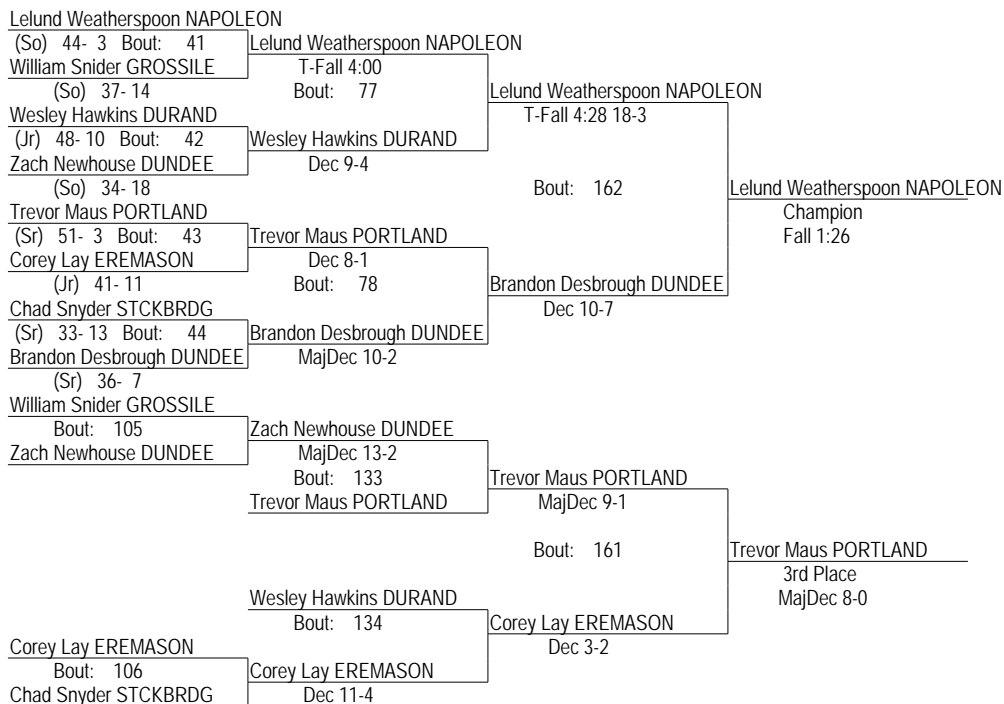 Lelund Weatherspoon NAPOLEON
(So) 44- 3 Bout: 41 Lelund Weatherspoon NAPOLEON
William Snider GROSSILE T-Fall 4:00
(So) 37- 14 Bout: 77 Lelund Weatherspoon NAPOLEON
Wesley Hawkins DURAND T-Fall 4:28 18-3
(Jr) 48- 10 Bout: 42 Wesley Hawkins DURAND
Zach Newhouse DUNDEE Dec 9-4
(So) 34- 18 Bout: 162 Lelund Weatherspoon NAPOLEON
Trevor Maus PORTLAND Champion
(Sr) 51- 3 Bout: 43 Trevor Maus PORTLAND Fall 1:26
Corey Lay EREMASON Dec 8-1
(Jr) 41- 11 Bout: 78 Brandon Desbrough DUNDEE
Chad Snyder STCKBRDG Dec 10-7
(Sr) 33- 13 Bout: 44 Brandon Desbrough DUNDEE
Brandon Desbrough DUNDEE MajDec 10-2
(Sr) 36- 7
William Snider GROSSILE
Bout: 105 Zach Newhouse DUNDEE
Zach Newhouse DUNDEE MajDec 13-2
Bout: 133 Trevor Maus PORTLAND
Trevor Maus PORTLAND MajDec 9-1
Bout: 161 Trevor Maus PORTLAND
3rd Place
Wesley Hawkins DURAND MajDec 8-0
Bout: 134 Corey Lay EREMASON
Corey Lay EREMASON Dec 3-2
Bout: 106 Corey Lay EREMASON
Chad Snyder STCKBRDG Dec 11-4